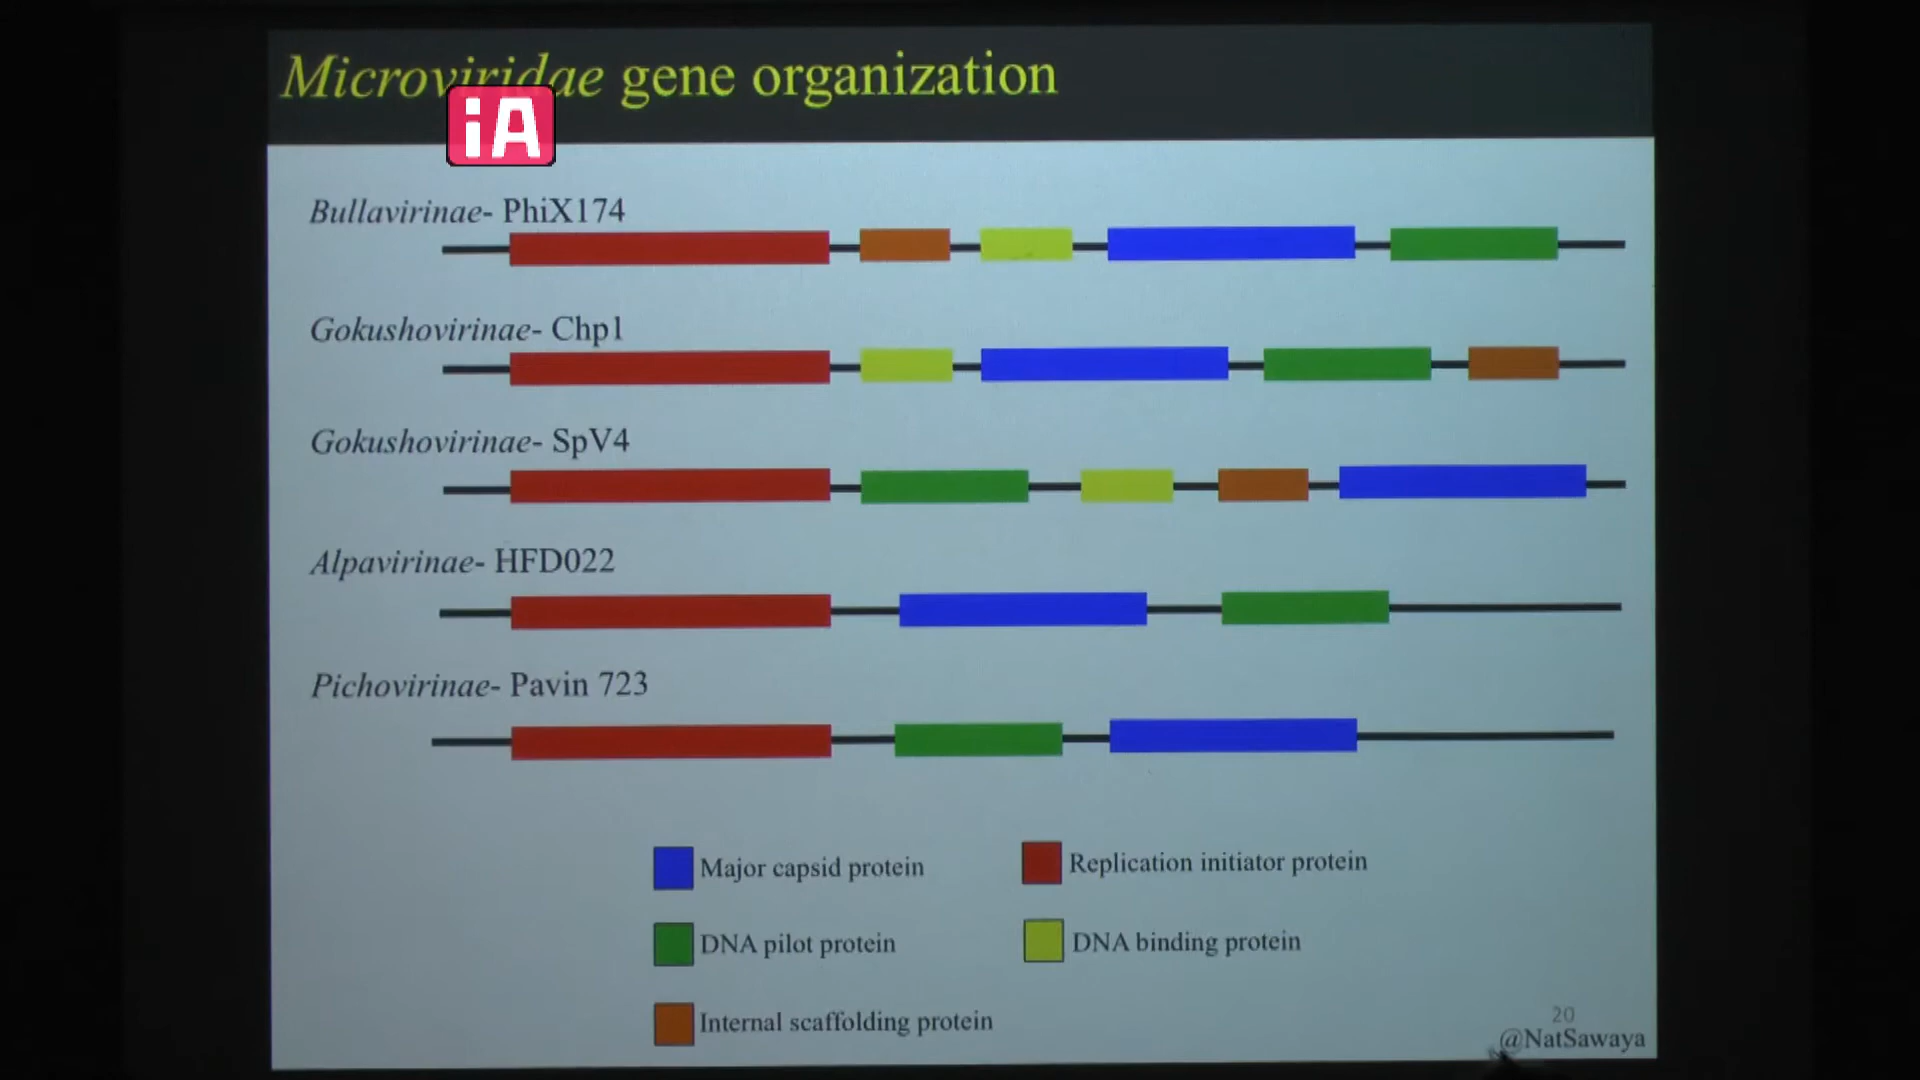 Microviridae gene organization
iA
Bullavirinae- PhiX174
Gokushovirinae- Chp1
Gokushovirinae- SpV4
Alpavirinae- HFD022
Pichovirinae- Pavin 723
Major capsid protein
Replication initiator protein
DNA pilot protein
DNA binding protein
Internal scaffolding protein
20
@NatSawaya